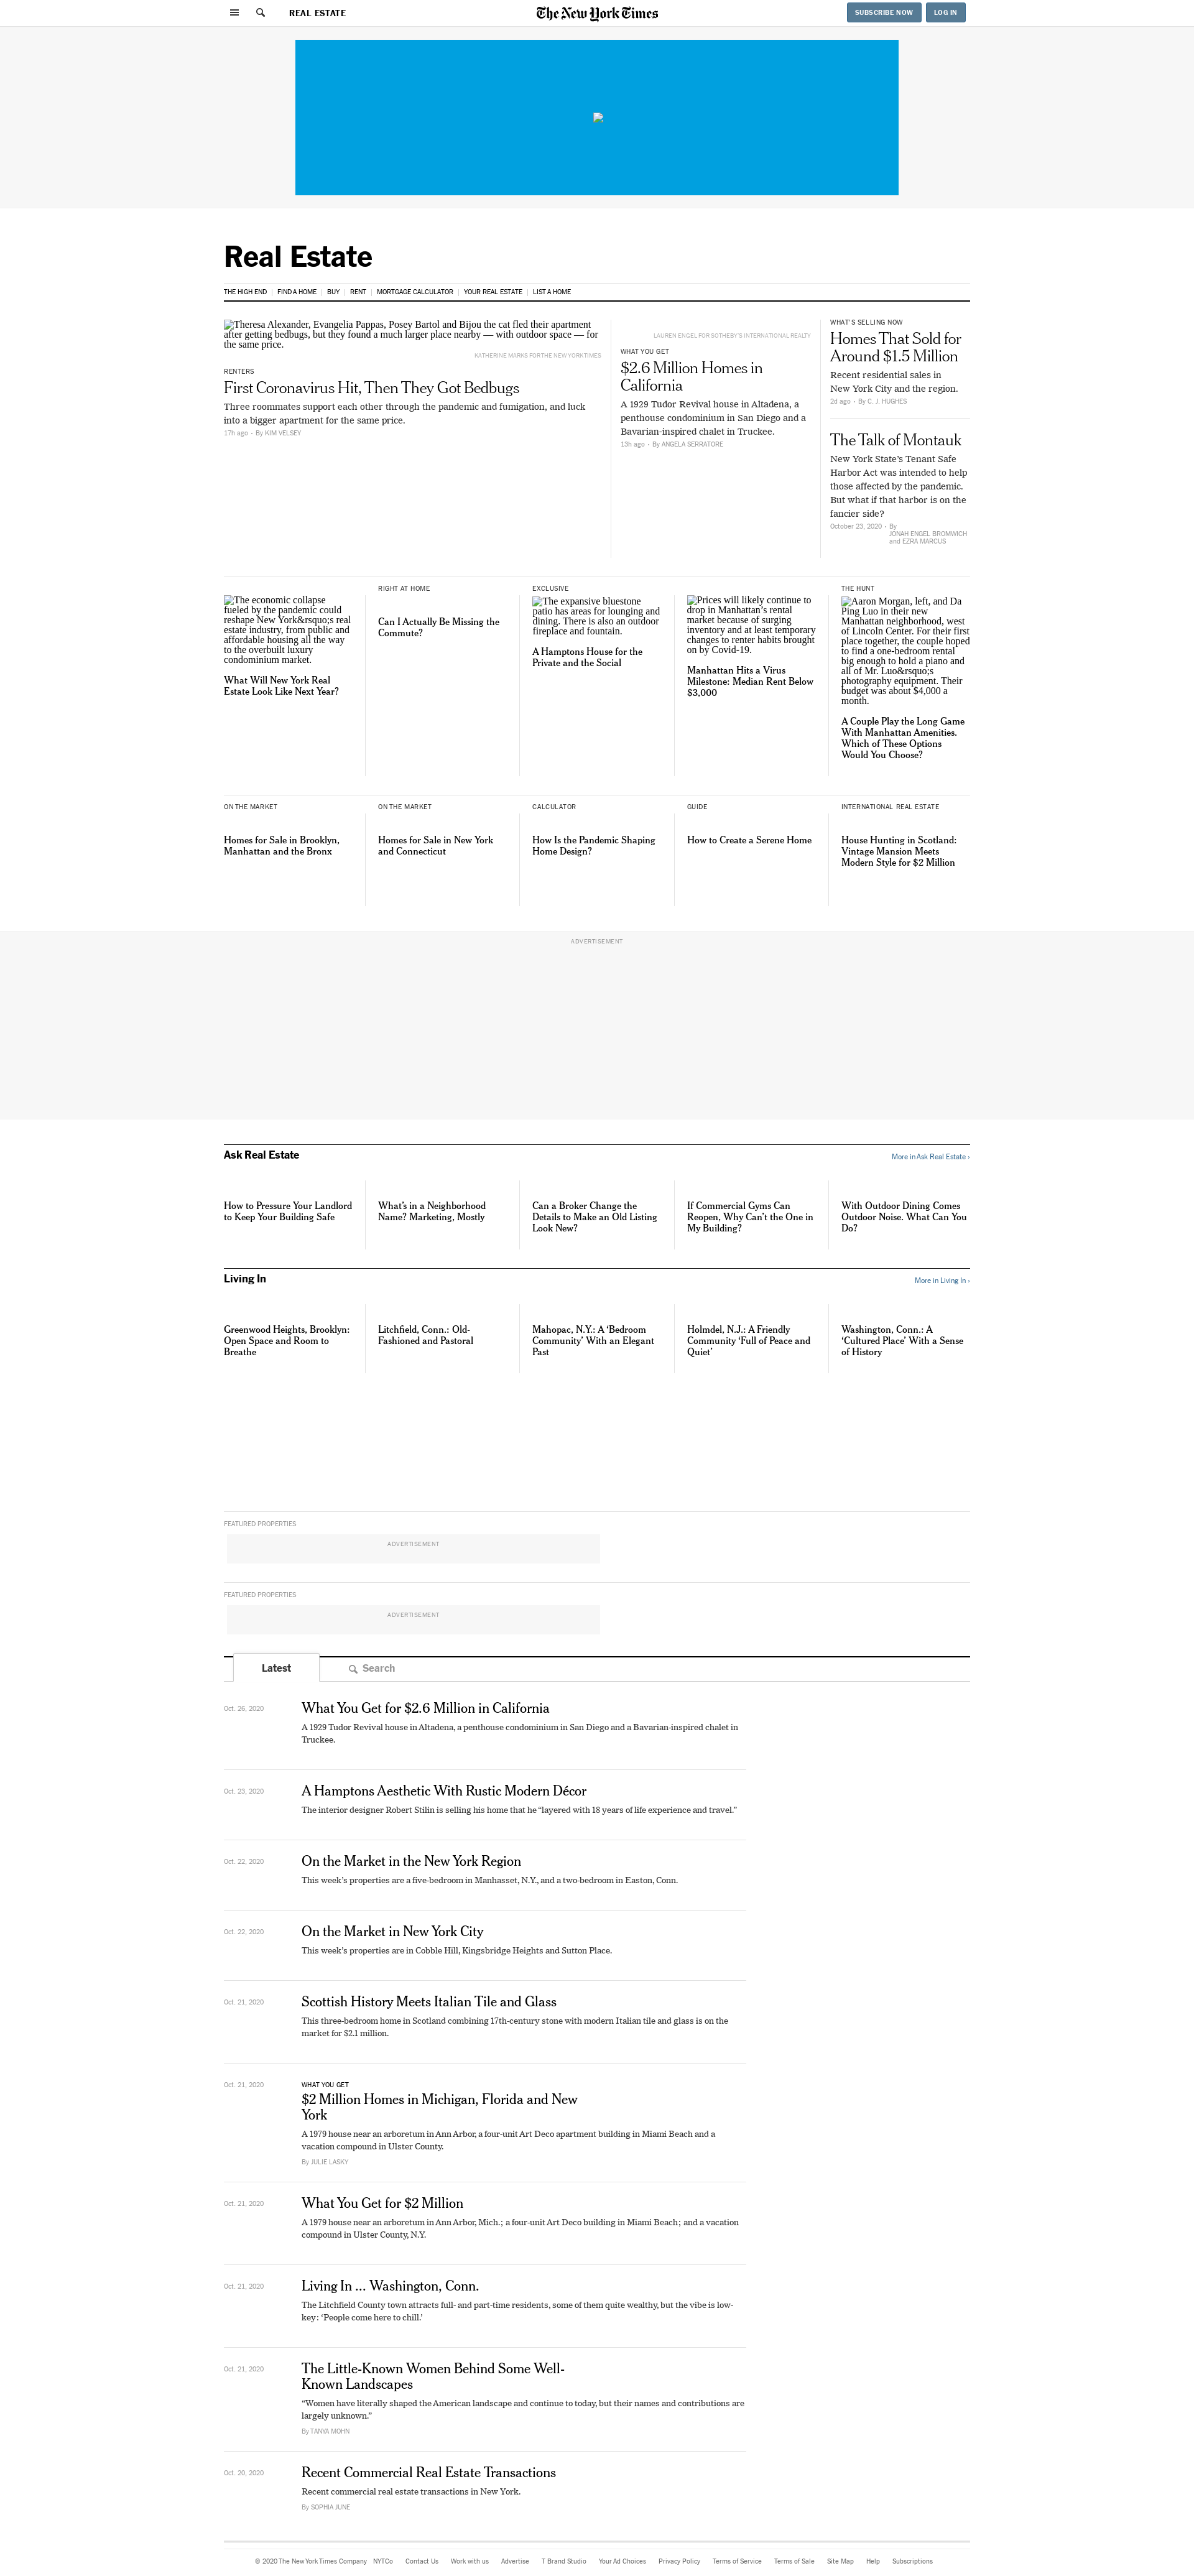 REAL ESTATE
The New York Times
SUBSCRIBE NOW
LOG IN
Real Estate
THE HIGH END
FIND A HOME
BUY
RENT
MORTGAGE CALCULATOR
YOUR REAL ESTATE
LIST A HOME
Theresa Alexander, Evangelia Pappas, Posey Bartol and Bijou the cat fled their apartment
after getting bedbugs, but they found a much larger place nearby — with outdoor space — for
the same price.
KATHERINE MARKS FOR THE NEW YORK TIMES
RENTERS
First Coronavirus Hit, Then They Got Bedbugs
Three roommates support each other through the pandemic and fumigation, and luck
into a bigger apartment for the same price.
17h ago · By KIM VELSEY
LAUREN ENGEL FOR SOTHEBY'S INTERNATIONAL REALTY
WHAT YOU GET
$2.6 Million Homes in
California
A 1929 Tudor Revival house in Altadena, a
penthouse condominium in San Diego and a
Bavarian-inspired chalet in Truckee.
13h ago · By ANGELA SERRATORE
WHAT'S SELLING NOW
Homes That Sold for
Around $1.5 Million
Recent residential sales in
New York City and the region.
2d ago · By C. J. HUGHES
The Talk of Montauk
New York State’s Tenant Safe
Harbor Act was intended to help
those affected by the pandemic.
But what if that harbor is on the
fancier side?
October 23, 2020 · By
JONAH ENGEL BROMWICH
and EZRA MARCUS
The economic collapse
fueled by the pandemic could
reshape New York&rsquo;s real
estate industry, from public and
affordable housing all the way
to the overbuilt luxury
condominium market.
What Will New York Real
Estate Look Like Next Year?
RIGHT AT HOME
Can I Actually Be Missing the
Commute?
EXCLUSIVE
The expansive bluestone
patio has areas for lounging and
dining. There is also an outdoor
fireplace and fountain.
A Hamptons House for the
Private and the Social
Prices will likely continue to
drop in Manhattan’s rental
market because of surging
inventory and at least temporary
changes to renter habits brought
on by Covid-19.
Manhattan Hits a Virus
Milestone: Median Rent Below
$3,000
THE HUNT
Aaron Morgan, left, and Da
Ping Luo in their new
Manhattan neighborhood, west
of Lincoln Center. For their first
place together, the couple hoped
to find a one-bedroom rental
big enough to hold a piano and
all of Mr. Luo&rsquo;s
photography equipment. Their
budget was about $4,000 a
month.
A Couple Play the Long Game
With Manhattan Amenities.
Which of These Options
Would You Choose?
ON THE MARKET
Homes for Sale in Brooklyn,
Manhattan and the Bronx
ON THE MARKET
Homes for Sale in New York
and Connecticut
CALCULATOR
How Is the Pandemic Shaping
Home Design?
GUIDE
How to Create a Serene Home
INTERNATIONAL REAL ESTATE
House Hunting in Scotland:
Vintage Mansion Meets
Modern Style for $2 Million
ADVERTISEMENT
Ask Real Estate
More in Ask Real Estate ›
How to Pressure Your Landlord
to Keep Your Building Safe
What’s in a Neighborhood
Name? Marketing, Mostly
Can a Broker Change the
Details to Make an Old Listing
Look New?
If Commercial Gyms Can
Reopen, Why Can’t the One in
My Building?
With Outdoor Dining Comes
Outdoor Noise. What Can You
Do?
Living In
More in Living In ›
Greenwood Heights, Brooklyn:
Open Space and Room to
Breathe
Litchfield, Conn.: Old-
Fashioned and Pastoral
Mahopac, N.Y.: A ‘Bedroom
Community’ With an Elegant
Past
Holmdel, N.J.: A Friendly
Community ‘Full of Peace and
Quiet’
Washington, Conn.: A
‘Cultured Place’ With a Sense
of History
FEATURED PROPERTIES
ADVERTISEMENT
FEATURED PROPERTIES
ADVERTISEMENT
Latest
Search
Oct. 26, 2020
What You Get for $2.6 Million in California
A 1929 Tudor Revival house in Altadena, a penthouse condominium in San Diego and a Bavarian-inspired chalet in
Truckee.
Oct. 23, 2020
A Hamptons Aesthetic With Rustic Modern Décor
The interior designer Robert Stilin is selling his home that he “layered with 18 years of life experience and travel.”
Oct. 22, 2020
On the Market in the New York Region
This week’s properties are a five-bedroom in Manhasset, N.Y., and a two-bedroom in Easton, Conn.
Oct. 22, 2020
On the Market in New York City
This week’s properties are in Cobble Hill, Kingsbridge Heights and Sutton Place.
Oct. 21, 2020
Scottish History Meets Italian Tile and Glass
This three-bedroom home in Scotland combining 17th-century stone with modern Italian tile and glass is on the
market for $2.1 million.
Oct. 21, 2020
WHAT YOU GET
$2 Million Homes in Michigan, Florida and New
York
A 1979 house near an arboretum in Ann Arbor, a four-unit Art Deco apartment building in Miami Beach and a
vacation compound in Ulster County.
By JULIE LASKY
Oct. 21, 2020
What You Get for $2 Million
A 1979 house near an arboretum in Ann Arbor, Mich.; a four-unit Art Deco building in Miami Beach; and a vacation
compound in Ulster County, N.Y.
Oct. 21, 2020
Living In ... Washington, Conn.
The Litchfield County town attracts full- and part-time residents, some of them quite wealthy, but the vibe is low-
key: ‘People come here to chill.’
Oct. 21, 2020
The Little-Known Women Behind Some Well-
Known Landscapes
“Women have literally shaped the American landscape and continue to today, but their names and contributions are
largely unknown.”
By TANYA MOHN
Oct. 20, 2020
Recent Commercial Real Estate Transactions
Recent commercial real estate transactions in New York.
By SOPHIA JUNE
© 2020 The New York Times Company
NYTCo
Contact Us
Work with us
Advertise
T Brand Studio
Your Ad Choices
Privacy Policy
Terms of Service
Terms of Sale
Site Map
Help
Subscriptions